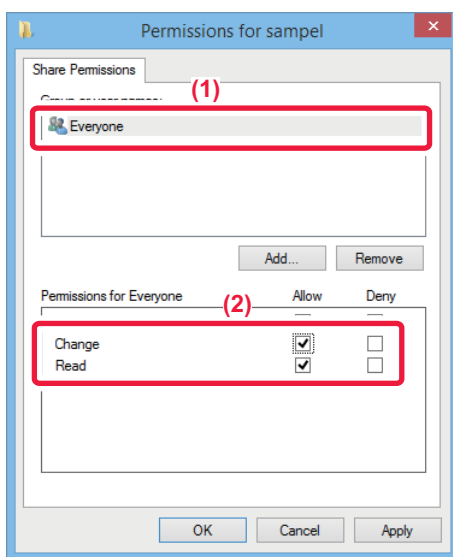 Permissions for sampel
Share Permissions
(1)
Everyone
Add... Remove
Permissions for Everyone (2) Allow Deny
Change
Read
OK Cancel Apply